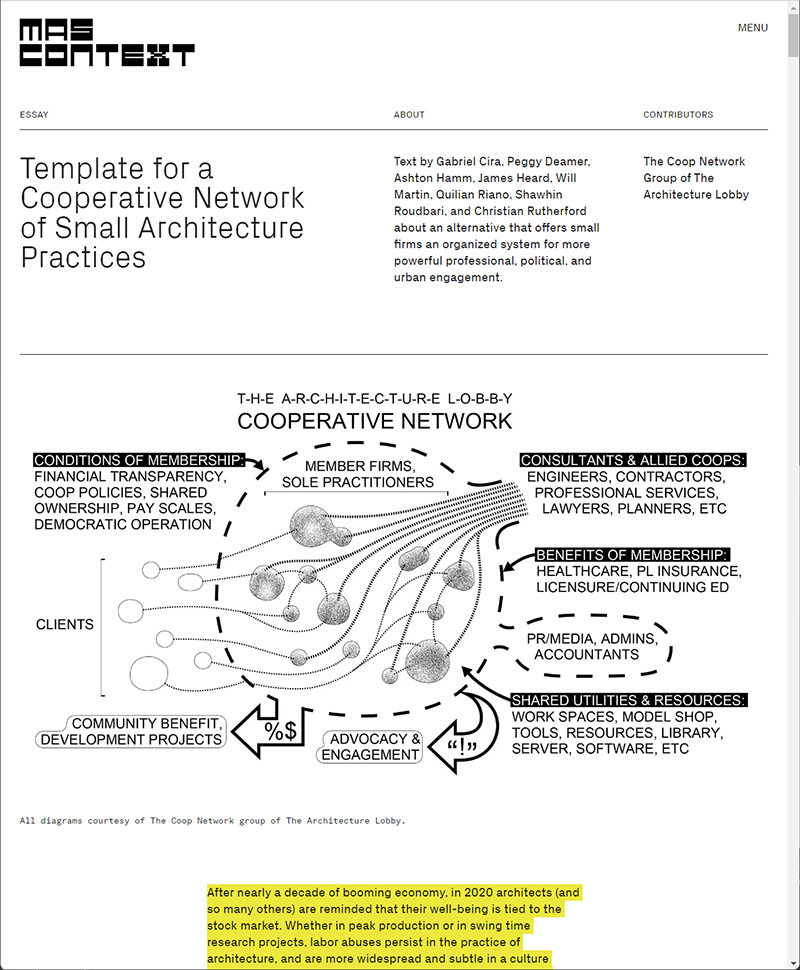 MAS
CONTEXT
MENU
ESSAY
Template for a
Cooperative Network
of Small Architecture
Practices
ABOUT
Text by Gabriel Cira, Peggy Deamer,
Ashton Hamm, James Heard, Will
Martin, Quilian Riano, Shawhin
Roudbari, and Christian Rutherford
about an alternative that offers small
firms an organized system for more
powerful professional, political, and
urban engagement.
CONTRIBUTORS
The Coop Network
Group of The
Architecture Lobby
T-H-E A-R-C-H-I-T-E-C-T-U-R-E L-O-B-B-Y
COOPERATIVE NETWORK
CONDITIONS OF MEMBERSHIP:
FINANCIAL TRANSPARENCY,
COOP POLICIES, SHARED
OWNERSHIP, PAY SCALES,
DEMOCRATIC OPERATION
MEMBER FIRMS,
SOLE PRACTITIONERS
CONSULTANTS & ALLIED COOPS:
ENGINEERS, CONTRACTORS,
PROFESSIONAL SERVICES,
LAWYERS, PLANNERS, ETC
BENEFITS OF MEMBERSHIP:
HEALTHCARE, PL INSURANCE,
LICENSURE/CONTINUING ED
CLIENTS
PR/MEDIA, ADMINS,
ACCOUNTANTS
SHARED UTILITIES & RESOURCES:
WORK SPACES, MODEL SHOP,
TOOLS, RESOURCES, LIBRARY,
SERVER, SOFTWARE, ETC
COMMUNITY BENEFIT,
DEVELOPMENT PROJECTS
%$
ADVOCACY &
ENGAGEMENT
“!”
All diagrams courtesy of The Coop Network group of The Architecture Lobby.
After nearly a decade of booming economy, in 2020 architects (and
so many others) are reminded that their well-being is tied to the
stock market. Whether in peak production or in swing time
research projects, labor abuses persist in the practice of
architecture, and are more widespread and subtle in a culture